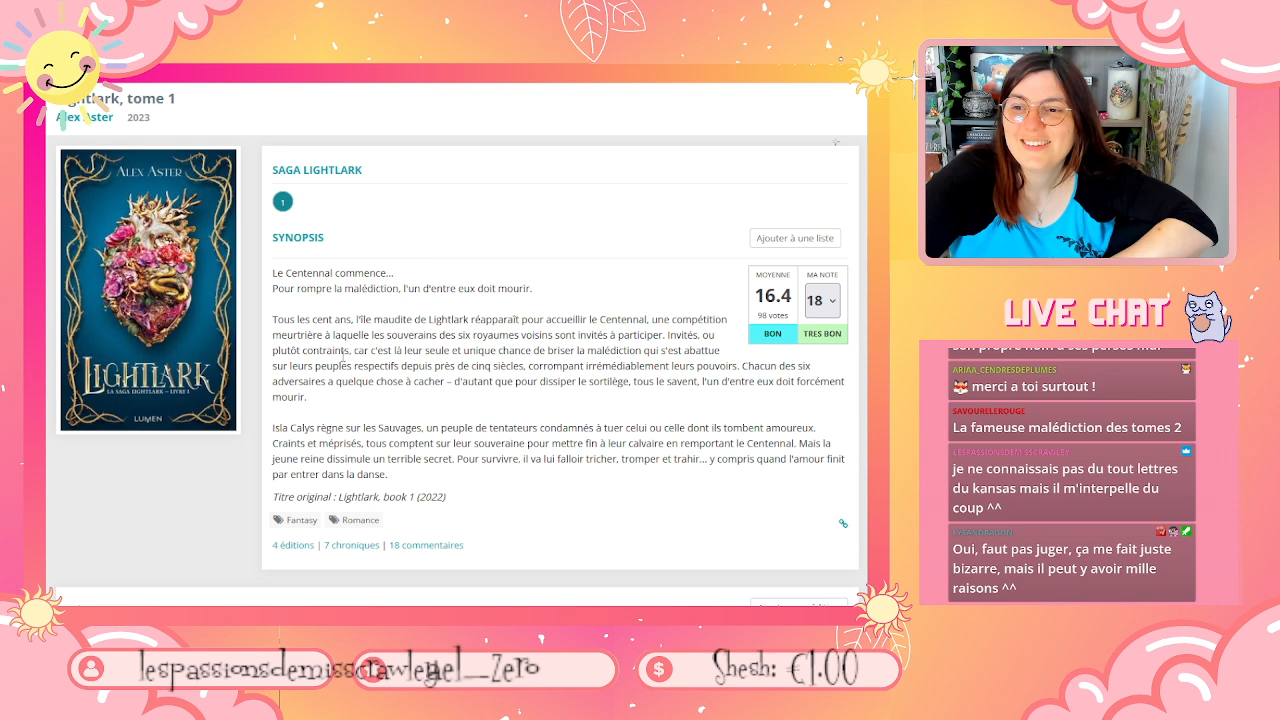 tlark, tome 1
Alex Aster 2023
ALEX ASTER
LIGHTLARK
LA SAGA LIGHTLARK – LIVRE 1
LUMEN
SAGA LIGHTLARK
1
SYNOPSIS
Ajouter à une liste
Le Centennal commence...
Pour rompre la malédiction, l'un d'entre eux doit mourir.
MOYENNE MA NOTE
16.4 18
98 votes
BON TRES BON
Tous les cent ans, l'île maudite de Lightlark réapparaît pour accueillir le Centennal, une compétition
meurtrière à laquelle les souverains des six royaumes voisins sont invités à participer. Invités, ou
plutôt contraints, car c'est là leur seule et unique chance de briser la malédiction qui s'est abattue
sur leurs peuples respectifs depuis près de cinq siècles, corrompant irrémédiablement leurs pouvoirs. Chacun des six
adversaires a quelque chose à cacher – d'autant que pour dissiper le sortilège, tous le savent, l'un d'entre eux doit forcément
mourir.
Isla Calys règne sur les Sauvages, un peuple de tentateurs condamnés à tuer celui ou celle dont ils tombent amoureux.
Craints et méprisés, tous comptent sur leur souveraine pour mettre fin à leur calvaire en remportant le Centennal. Mais la
jeune reine dissimule un terrible secret. Pour survivre, il va lui falloir tricher, tromper et trahir... y compris quand l'amour finit
par entrer dans la danse.
Titre original : Lightlark, book 1 (2022)
Fantasy Romance
4 éditions | 7 chroniques | 18 commentaires
LIVE CHAT
ARIAA_CENDRESDEPLUMES
merci a toi surtout !
SAVOURELEROUGE
La fameuse malédiction des tomes 2
LESPASSIONSDEMISSCRAWLEY
je ne connaissais pas du tout lettres
du kansas mais il m'interpelle du
coup ^^
Oui, faut pas juger, ça me fait juste
bizarre, mais il peut y avoir mille
raisons ^^
lespassionsdemisscrawley
el_Zero
Shesh: €1.00